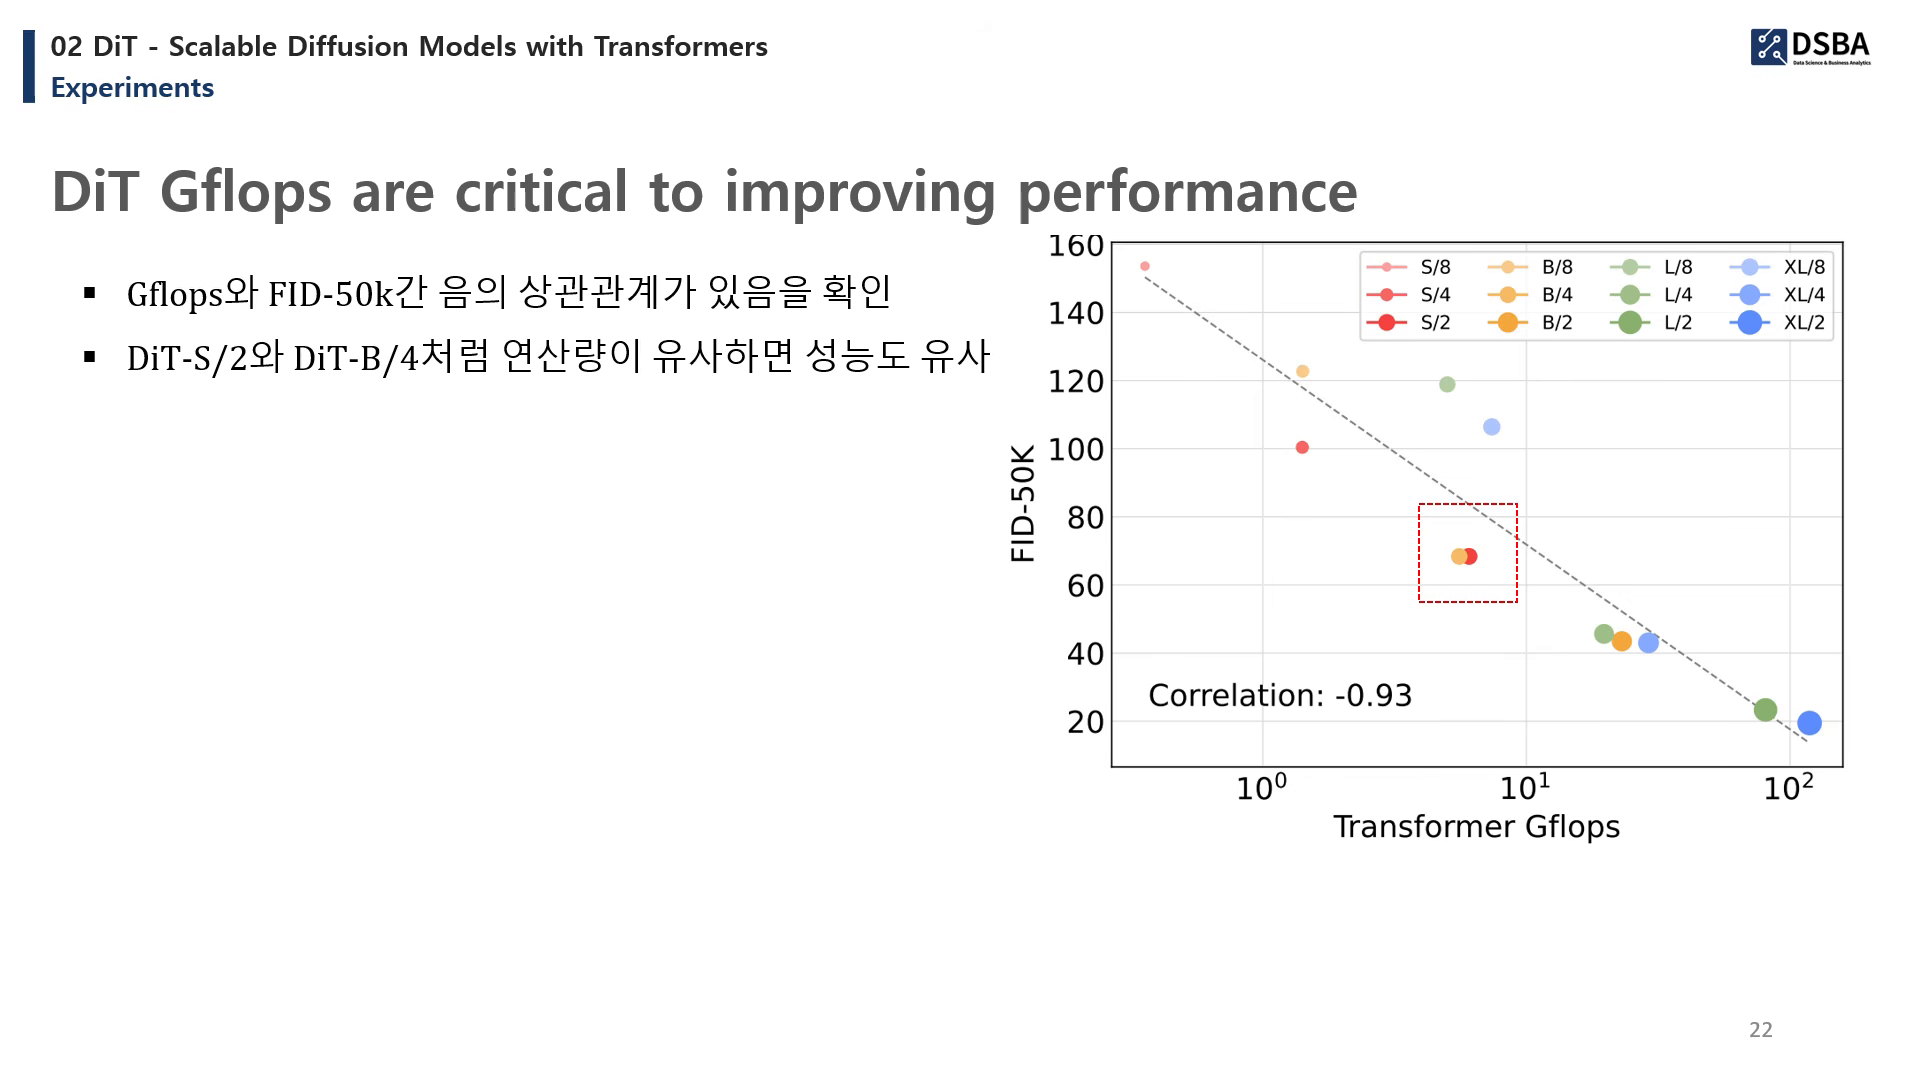 02 DiT - Scalable Diffusion Models with Transformers
Experiments
DSBA
Data Science & Business Analytics
DiT Gflops are critical to improving performance
▪ Gflops와 FID-50k간 음의 상관관계가 있음을 확인
▪ DiT-S/2와 DiT-B/4처럼 연산량이 유사하면 성능도 유사
160
140
120
100
80
60
40
20
FID-50K
S/8 B/8 L/8 XL/8
S/4 B/4 L/4 XL/4
S/2 B/2 L/2 XL/2
Correlation: -0.93
10⁰ 10¹ 10²
Transformer Gflops
22